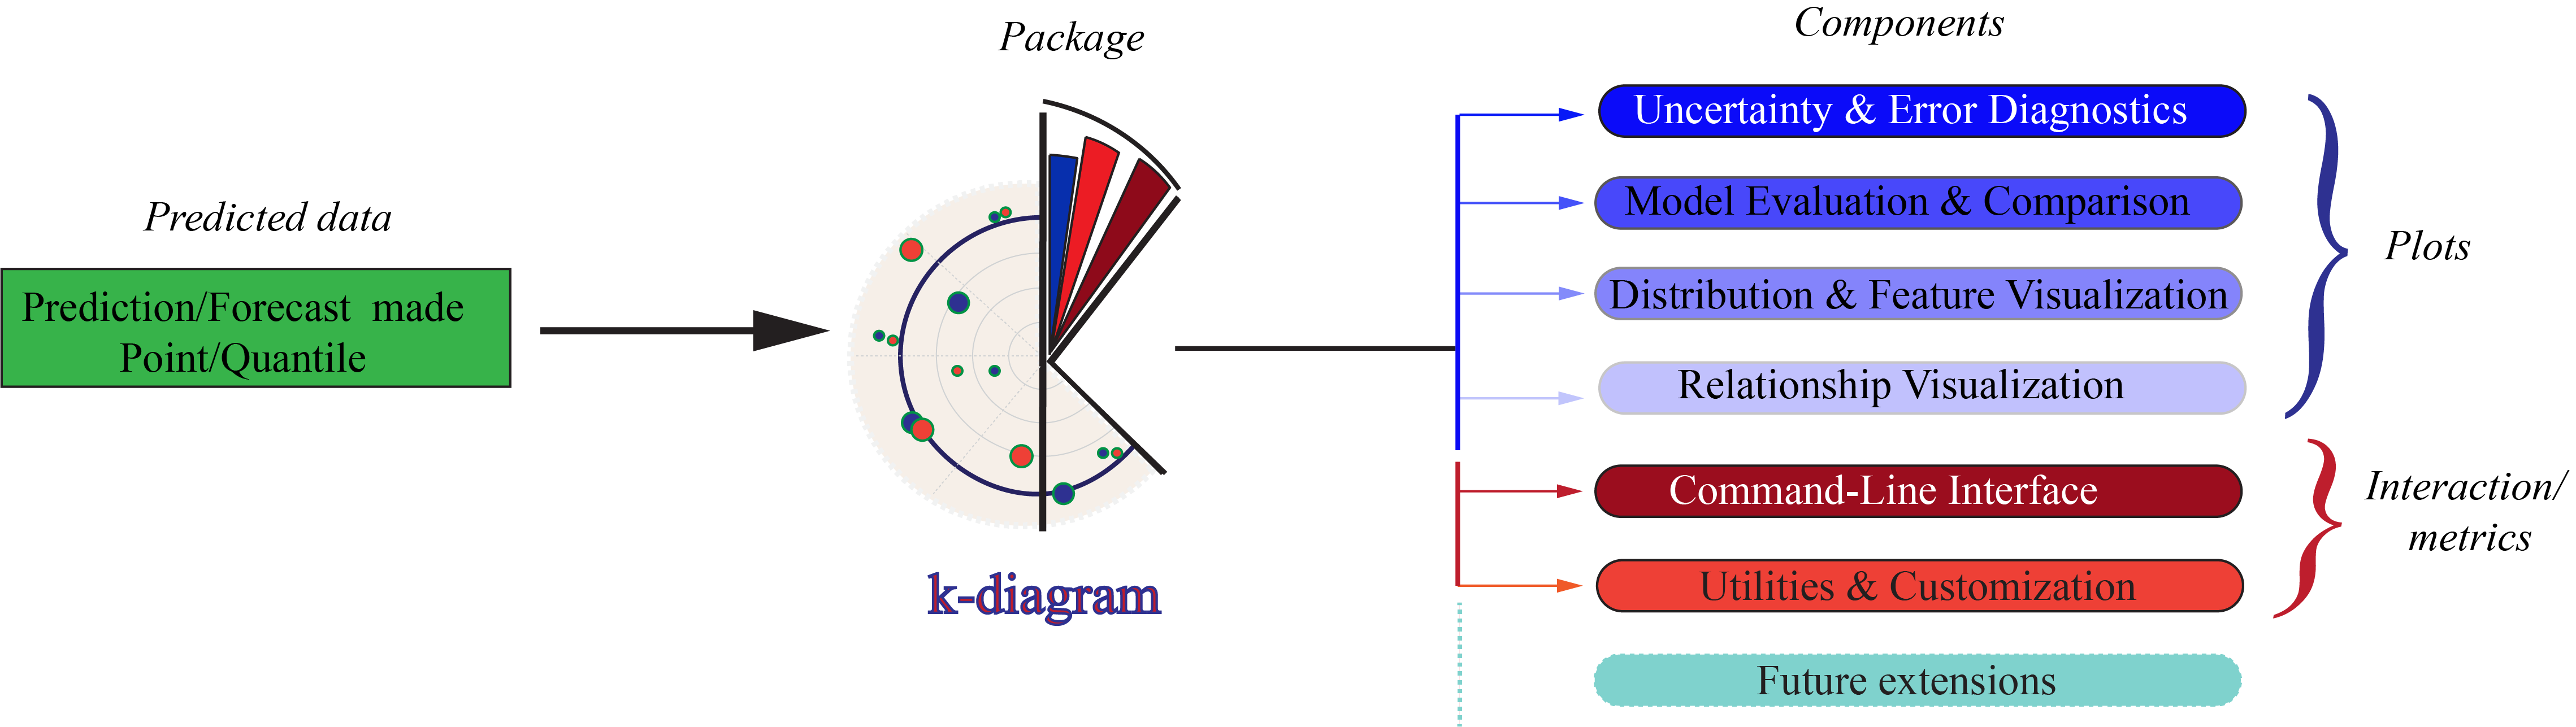 Predicted data
Prediction/Forecast made
Point/Quantile
Package
k-diagram
Components
Uncertainty & Error Diagnostics
Model Evaluation & Comparison
Distribution & Feature Visualization
Relationship Visualization
Plots
Command-Line Interface
Utilities & Customization
Interaction/
metrics
Future extensions